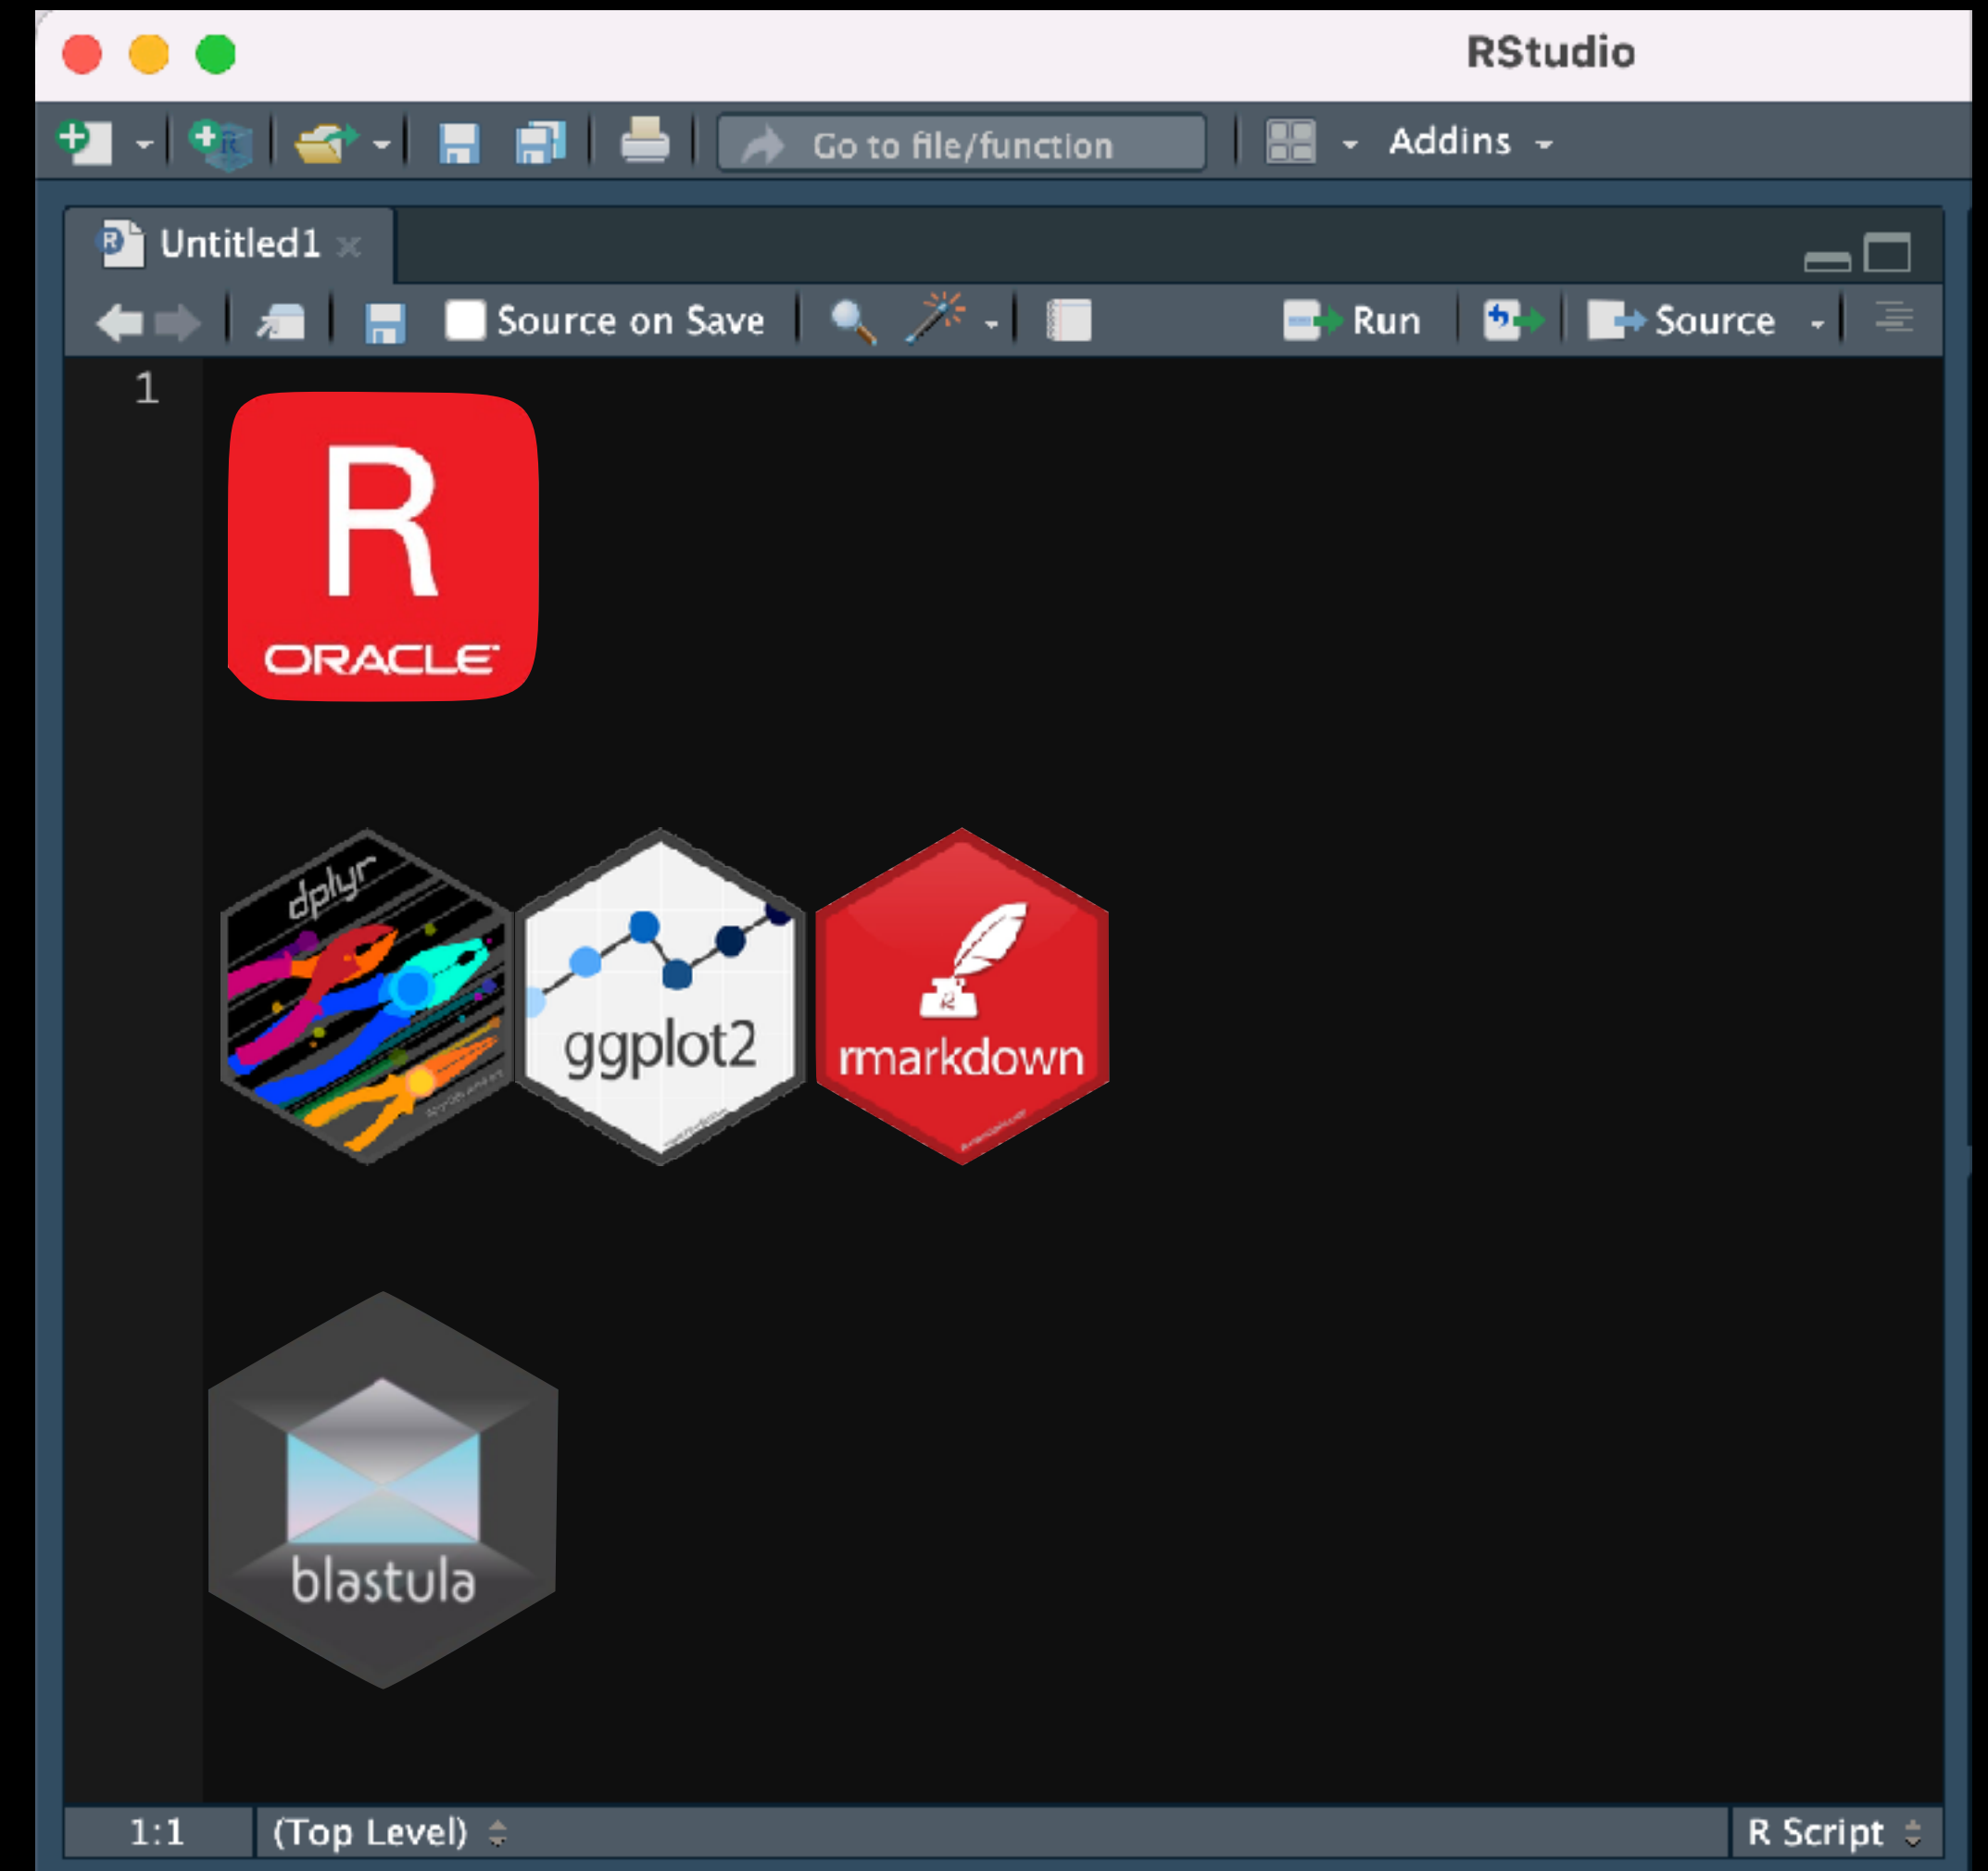 RStudio
Go to file/function
Addins
Untitled1
Source on Save
Run
Source
1
R
ORACLE
dplyr
ggplot2
rmarkdown
blastula
1:1
(Top Level)
R Script